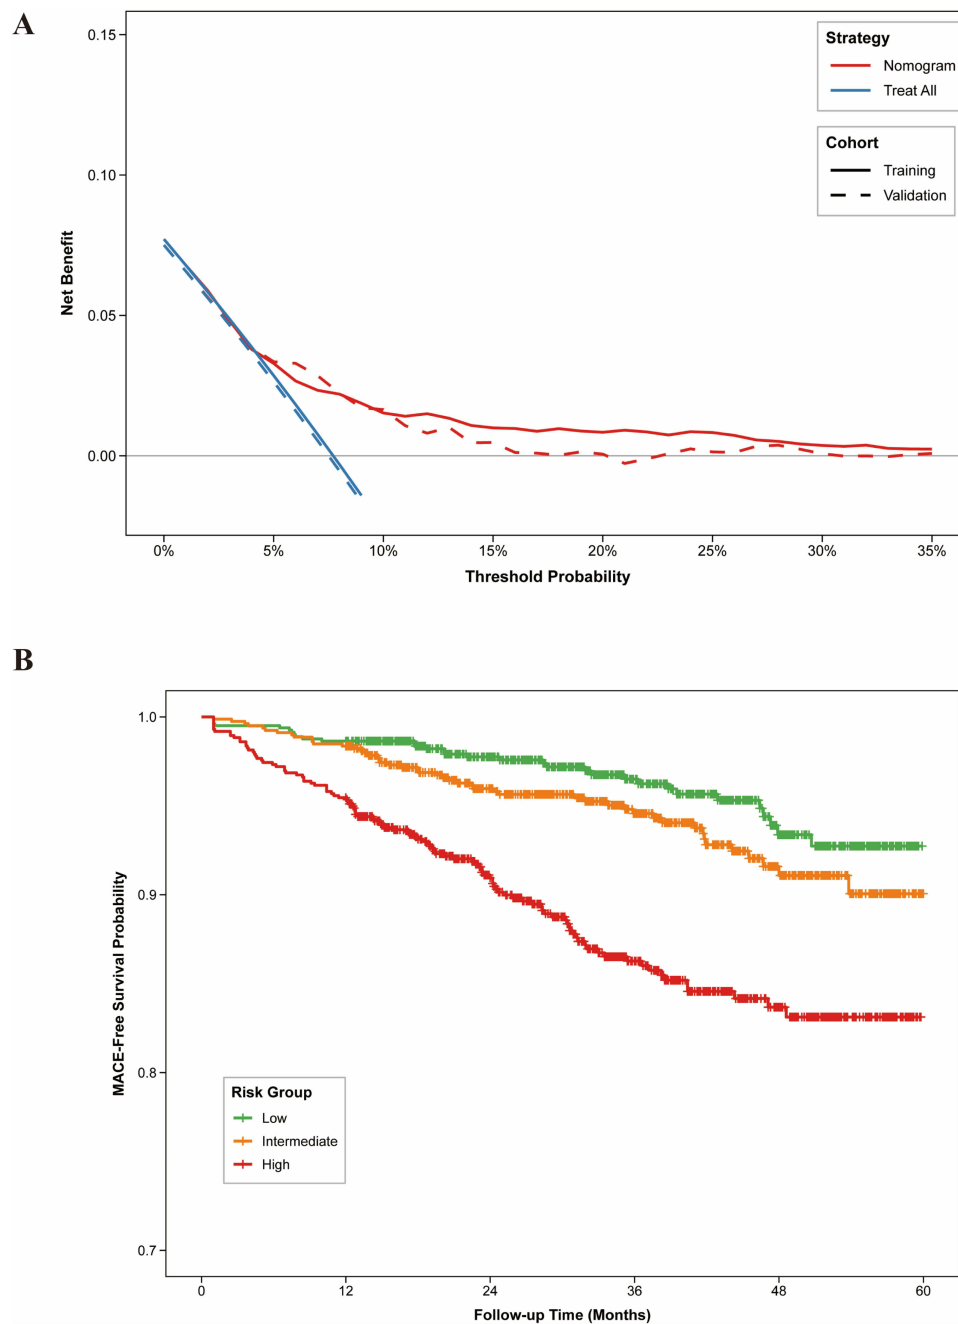 A
0.15
0.10
0.05
0.00
Net Benefit
Strategy
Nomogram
Treat All
Cohort
Training
Validation
0% 5% 10% 15% 20% 25% 30% 35%
Threshold Probability
B
1.0
0.9
0.8
0.7
MACE-Free Survival Probability
Risk Group
Low
Intermediate
High
0 12 24 36 48 60
Follow-up Time (Months)